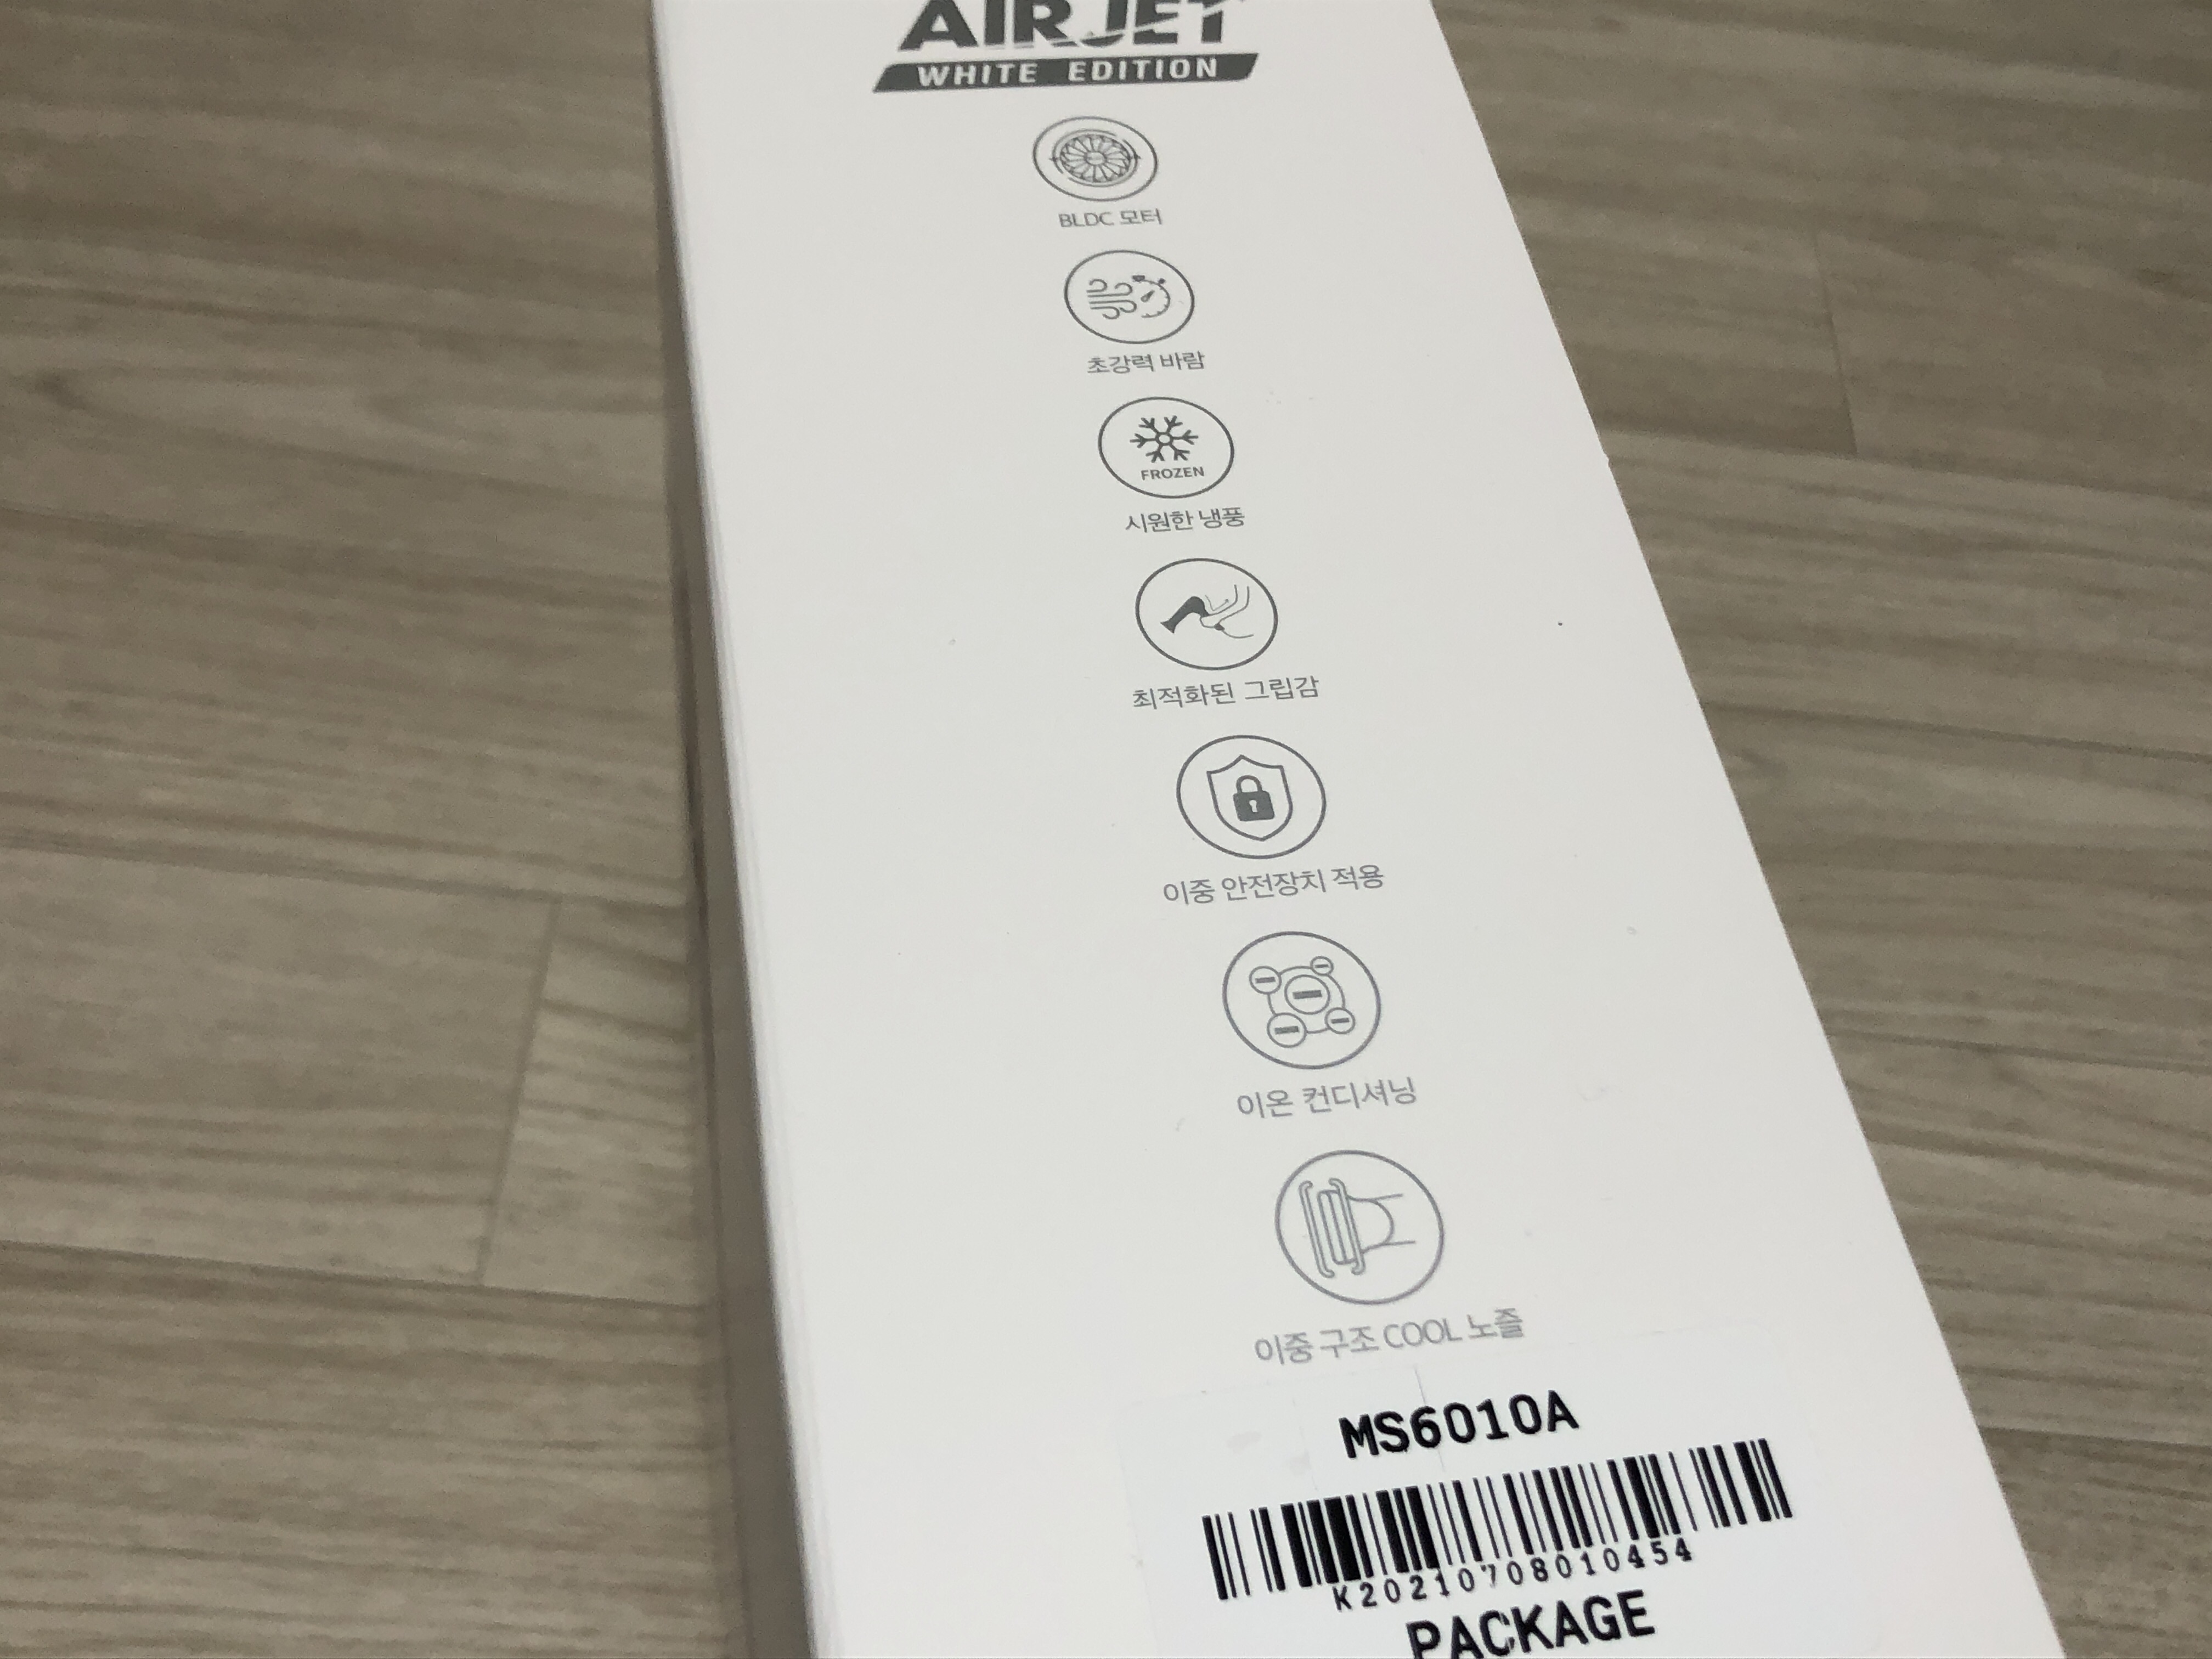 AIRJET
WHITE EDITION
BLDC 모터
초강력 바람
FROZEN
시원한 냉풍
최적화된 그립감
이중 안전장치 적용
이온 컨디셔닝
이중 구조 COOL 노즐
MS6010A
K20210708010454
PACKAGE